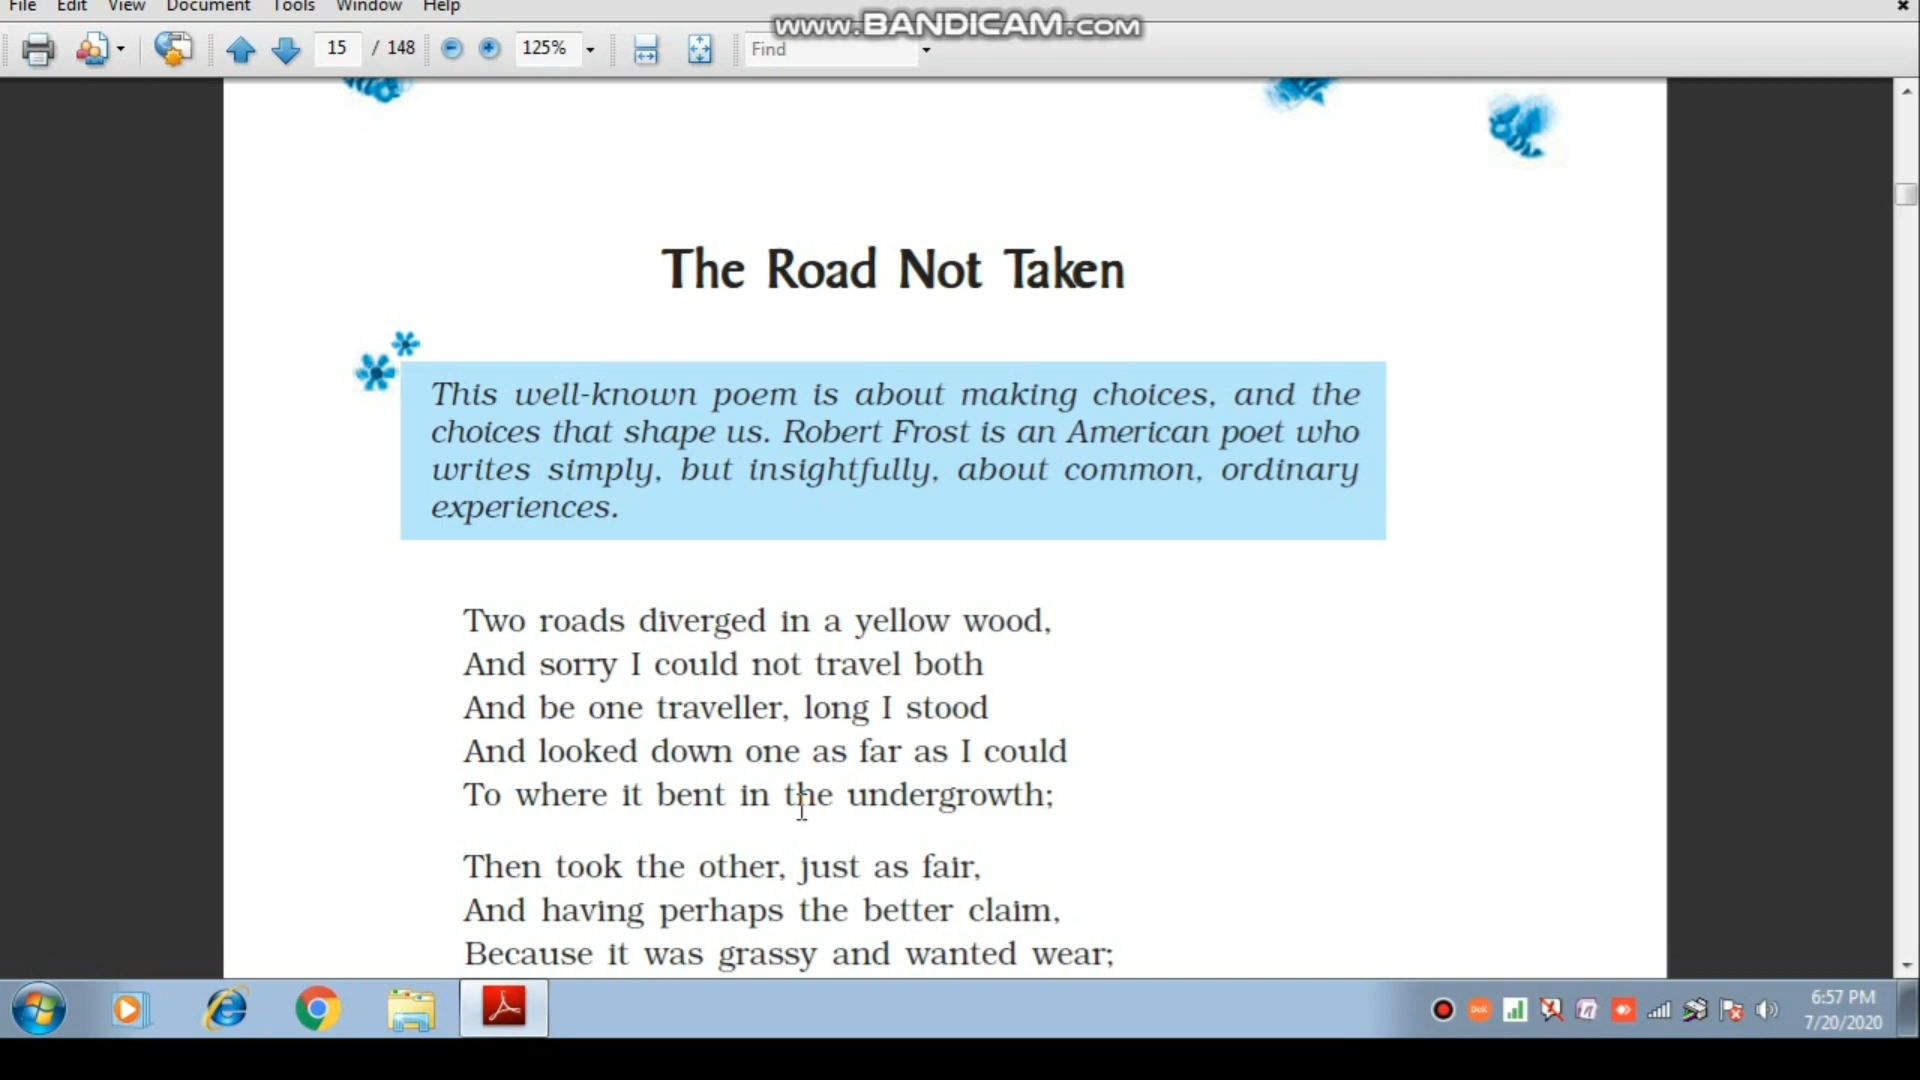 File Edit View Document Tools Window Help
www.BANDICAM.com
15 / 148 125% Find
The Road Not Taken
This well-known poem is about making choices, and the
choices that shape us. Robert Frost is an American poet who
writes simply, but insightfully, about common, ordinary
experiences.
Two roads diverged in a yellow wood,
And sorry I could not travel both
And be one traveller, long I stood
And looked down one as far as I could
To where it bent in the undergrowth;
Then took the other, just as fair,
And having perhaps the better claim,
Because it was grassy and wanted wear;
6:57 PM
7/20/2020